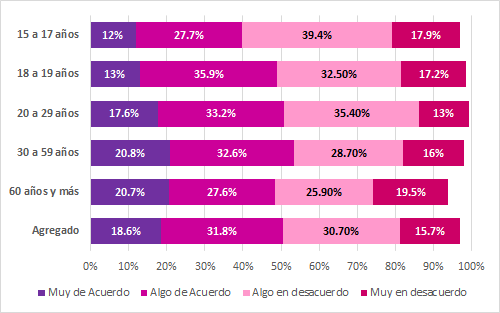 15 a 17 años 12% 27.7% 39.4% 17.9%
18 a 19 años 13% 35.9% 32.50% 17.2%
20 a 29 años 17.6% 33.2% 35.40% 13%
30 a 59 años 20.8% 32.6% 28.70% 16%
60 años y más 20.7% 27.6% 25.90% 19.5%
Agregado 18.6% 31.8% 30.70% 15.7%
0% 10% 20% 30% 40% 50% 60% 70% 80% 90% 100%
Muy de Acuerdo Algo de Acuerdo Algo en desacuerdo Muy en desacuerdo